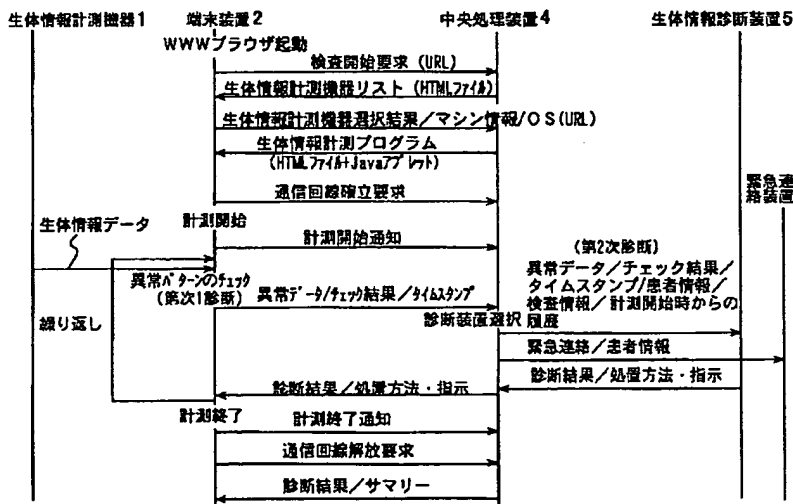 生体情報計測機器1
端末装置2
中央処理装置4
生体情報診断装置5
WWWブラウザ起動
検査開始要求(URL)
生体情報計測機器リスト(HTMLファイル)
生体情報計測機器選択結果/マシン情報/OS(URL)
生体情報計測プログラム
(HTMLファイル+Javaアプレット)
緊急連
絡装置
通信回線確立要求
計測開始
生体情報データ
計測開始通知
(第2次診断)
異常データ/チェック結果/
タイムスタンプ/患者情報/
検査情報/計測開始時からの
履歴
異常パターンのチェック
(第次1診断)
異常データ/チェック結果/タイムスタンプ
診断装置選択
繰り返し
緊急連絡/患者情報
診断結果/処置方法・指示
診断結果/処置方法・指示
計測終了
計測終了通知
通信回線解放要求
診断結果/サマリー